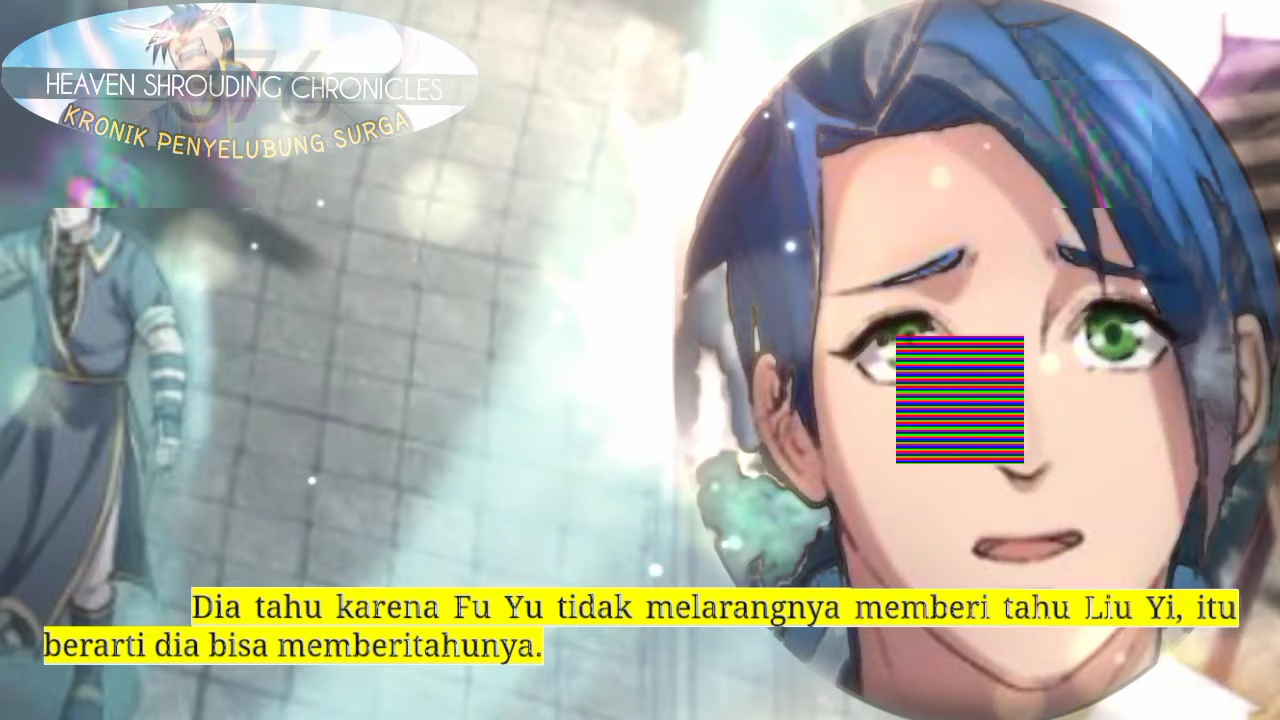 376
HEAVEN SHROUDING CHRONICLES
KRONIK PENYELUBUNG SURGA
Dia tahu karena Fu Yu tidak melarangnya memberi tahu Liu Yi, itu
berarti dia bisa memberitahunya.